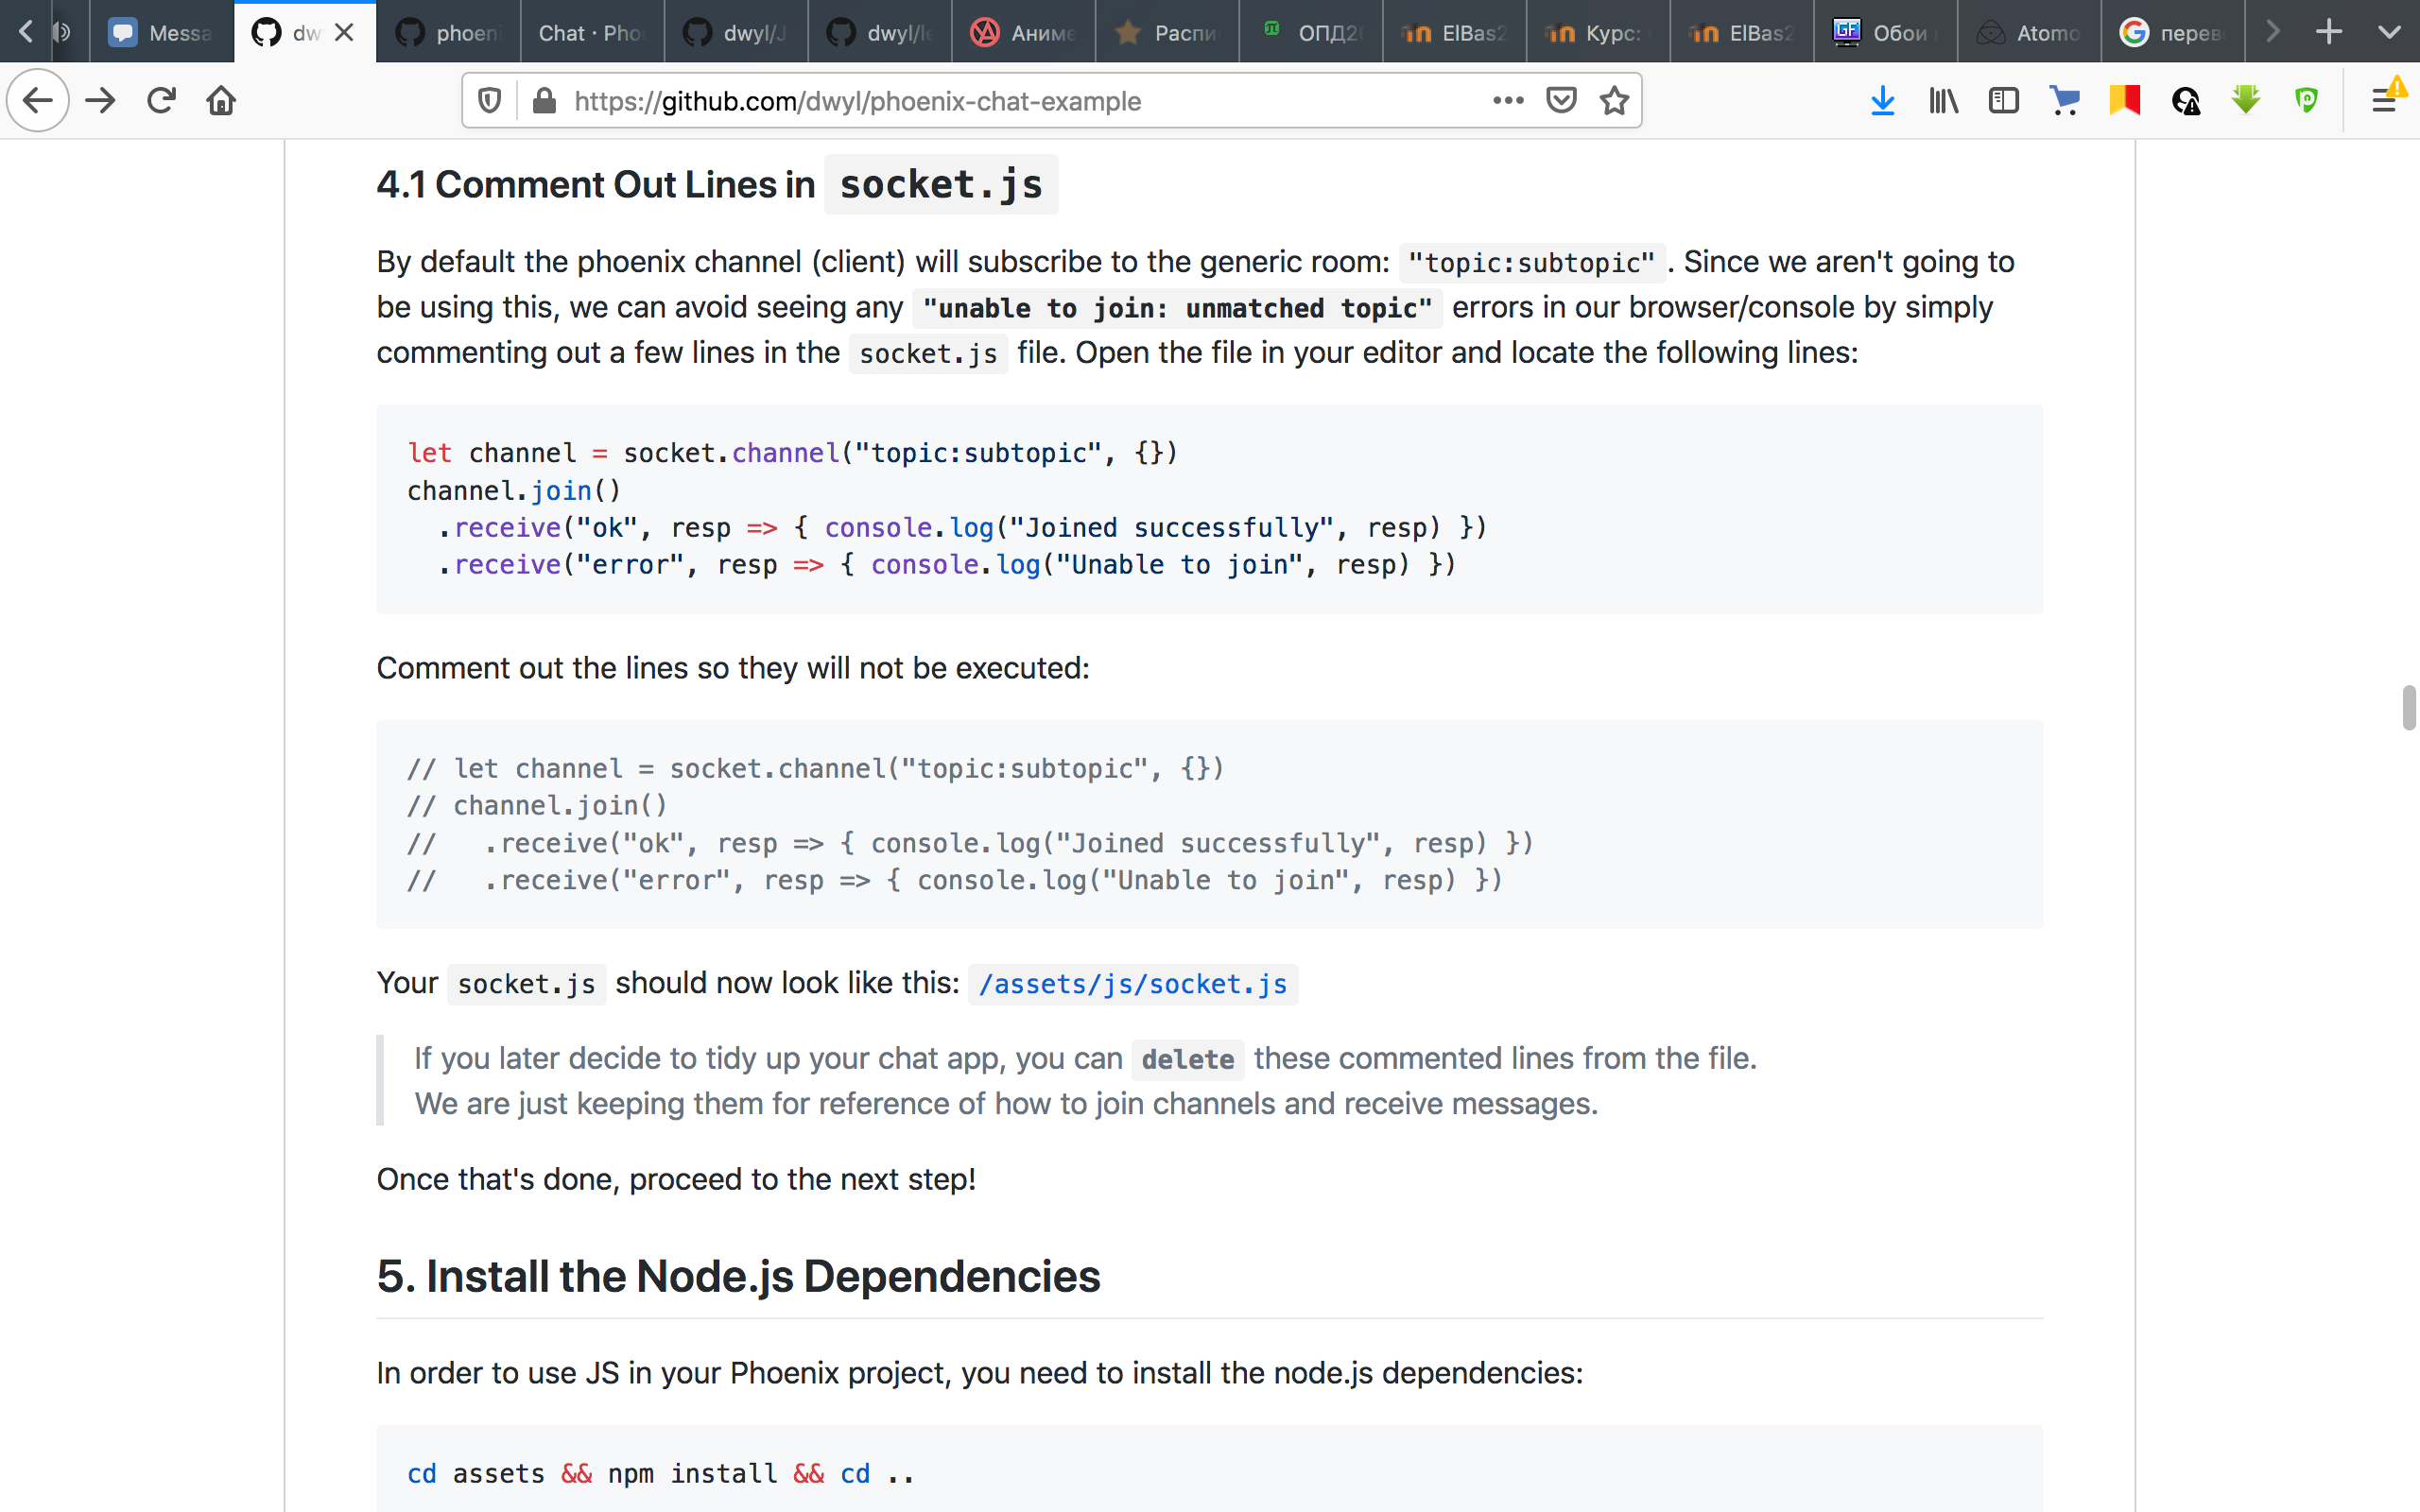 Messa
dw
phoeni
Chat · Pho
dwyl/J
dwyl/le
Аниме
Распи
ОПД2
ElBas2
Курс:
ElBas2
GF Обои
Atomo
перев
https://github.com/dwyl/phoenix-chat-example
4.1 Comment Out Lines in socket.js
By default the phoenix channel (client) will subscribe to the generic room: "topic:subtopic" . Since we aren't going to
be using this, we can avoid seeing any "unable to join: unmatched topic" errors in our browser/console by simply
commenting out a few lines in the socket.js file. Open the file in your editor and locate the following lines:
let channel = socket.channel("topic:subtopic", {})
channel.join()
  .receive("ok", resp => { console.log("Joined successfully", resp) })
  .receive("error", resp => { console.log("Unable to join", resp) })
Comment out the lines so they will not be executed:
// let channel = socket.channel("topic:subtopic", {})
// channel.join()
//   .receive("ok", resp => { console.log("Joined successfully", resp) })
//   .receive("error", resp => { console.log("Unable to join", resp) })
Your socket.js should now look like this: /assets/js/socket.js
If you later decide to tidy up your chat app, you can delete these commented lines from the file.
We are just keeping them for reference of how to join channels and receive messages.
Once that's done, proceed to the next step!
5. Install the Node.js Dependencies
In order to use JS in your Phoenix project, you need to install the node.js dependencies:
cd assets && npm install && cd ..